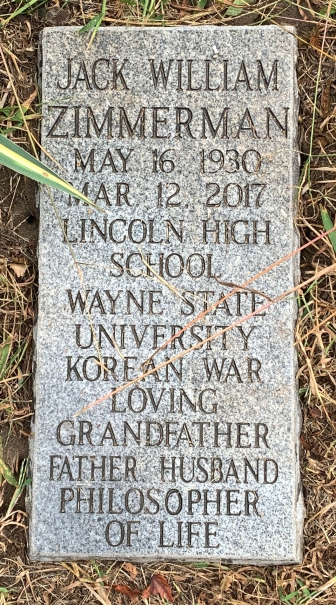 JACK WILLIAM
ZIMMERMAN
MAY 16 1930
MAR 12, 2017
LINCOLN HIGH
SCHOOL
WAYNE STATE
UNIVERSITY
KOREAN WAR
LOVING
GRANDFATHER
FATHER HUSBAND
PHILOSOPHER
OF LIFE